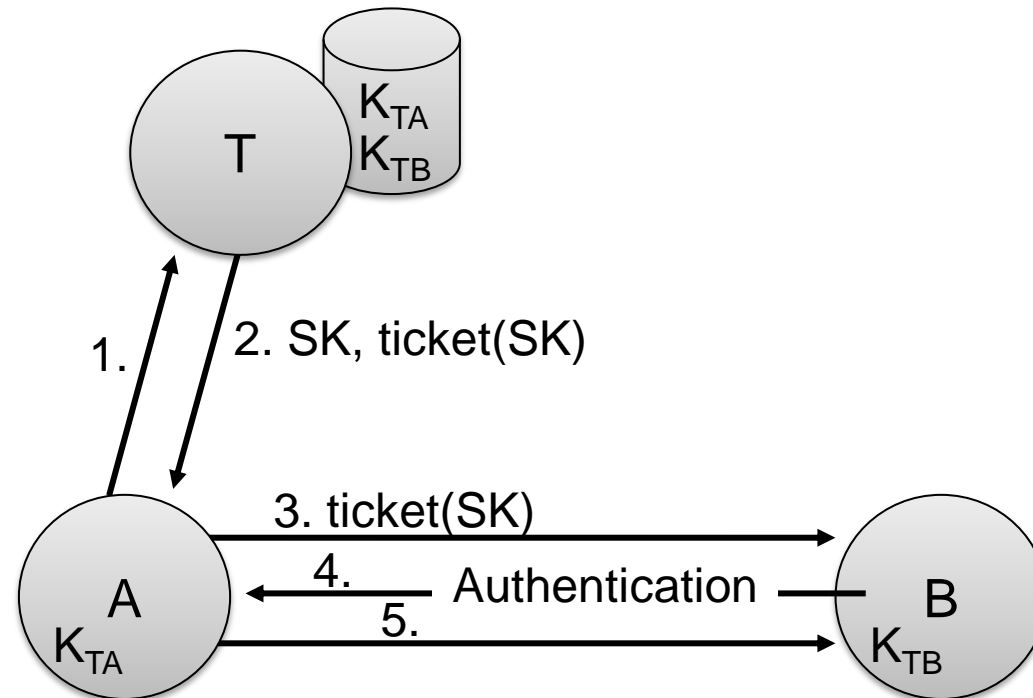 K_TA
K_TB
T
1.
2. SK, ticket(SK)
3. ticket(SK)
4. Authentication
5.
A
K_TA
B
K_TB